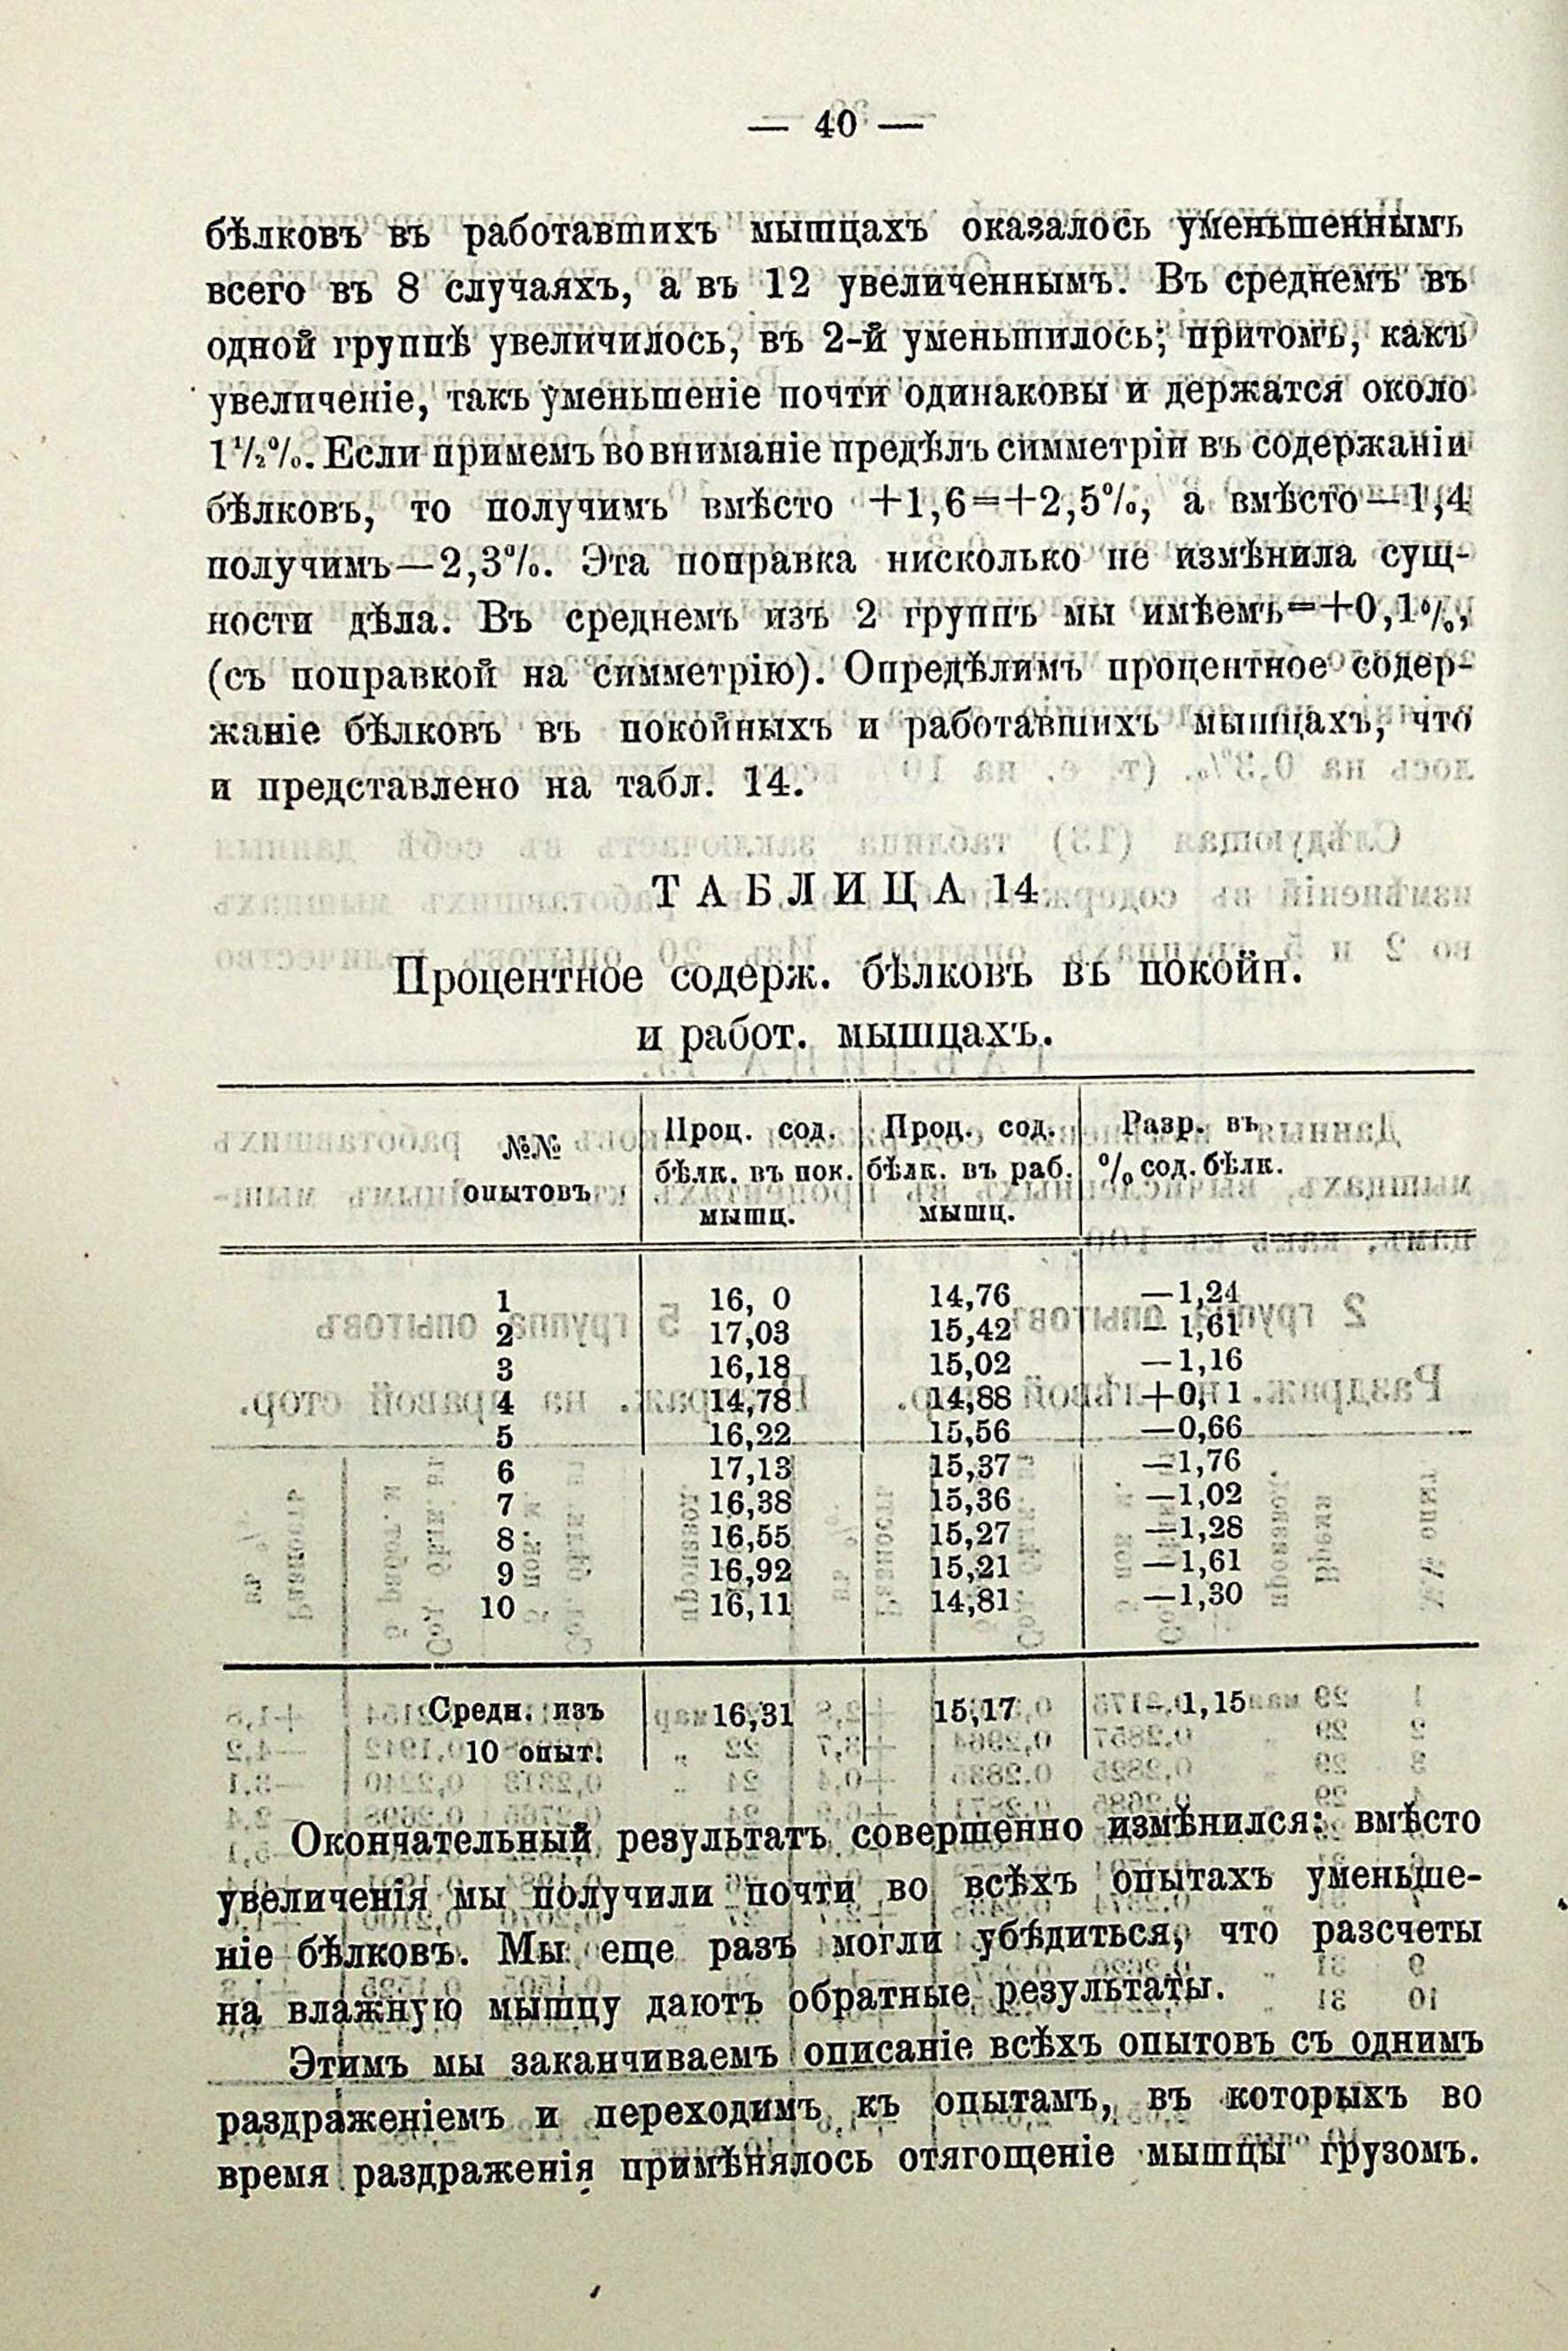 — 40 —
бѣлковъ въ работавшихъ мышцахъ оказалось уменьшеннымъ
всего въ 8 случаяхъ, а въ 12 увеличеннымъ. Въ среднемъ въ
одной группѣ увеличилось, въ 2-й уменьшилось; притомъ, какъ
увеличеніе, такъ уменьшеніе почти одинаковы и держатся около
1½%. Если примемъ во вниманіе предѣлъ симметріи въ содержаніи
бѣлковъ, то получимъ вмѣсто +1,6=+2,5%, а вмѣсто—1,4
получимъ—2,3%. Эта поправка нисколько не измѣнила сущ-
ности дѣла. Въ среднемъ изъ 2 группъ мы имѣемъ=+0,1%,
(съ поправкой на симметрію). Опредѣлимъ процентное содер-
жаніе бѣлковъ въ покойныхъ и работавшихъ мышцахъ, что
и представлено на табл. 14.
ТАБЛИЦА 14
Процентное содерж. бѣлковъ въ покойн.
и работ. мышцахъ.
№№ опытовъ | Проц. сод. бѣлк. въ пок. мышц. | Проц. сод. бѣлк. въ раб. мышц. | Разр. въ % сод. бѣлк.
1 16, 0 14,76 —1,24
2 17,03 15,42 — 1,61
3 16,18 15,02 —1,16
4 14,78 14,88 +0, 1
5 16,22 15,56 —0,66
6 17,13 15,37 —1,76
7 16,38 15,36 —1,02
8 16,55 15,27 —1,28
9 16,92 15,21 —1,61
10 16,11 14,81 —1,30
Средн. изъ 10 опыт. 16,31 15,17 — 1,15
Окончательный результатъ совершенно измѣнился: вмѣсто
увеличенія мы получили почти во всѣхъ опытахъ уменьше-
ніе бѣлковъ. Мы еще разъ могли убѣдиться, что разсчеты
на влажную мышцу даютъ обратные результаты.
Этимъ мы заканчиваемъ описаніе всѣхъ опытовъ съ однимъ
раздраженіемъ и переходимъ къ опытамъ, въ которыхъ во
время раздраженія примѣнялось отягощеніе мышцы грузомъ.